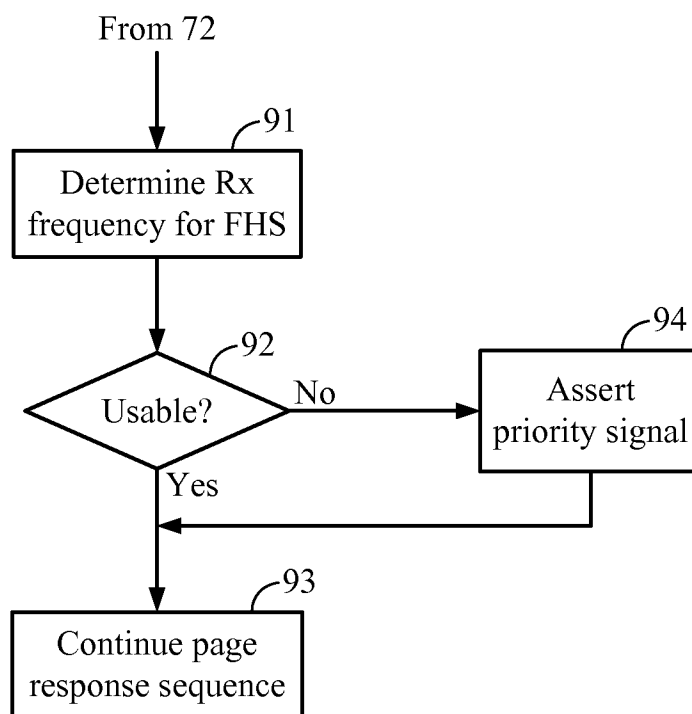 From 72
91
Determine Rx
frequency for FHS
92
Usable?
No
94
Assert
priority signal
Yes
93
Continue page
response sequence